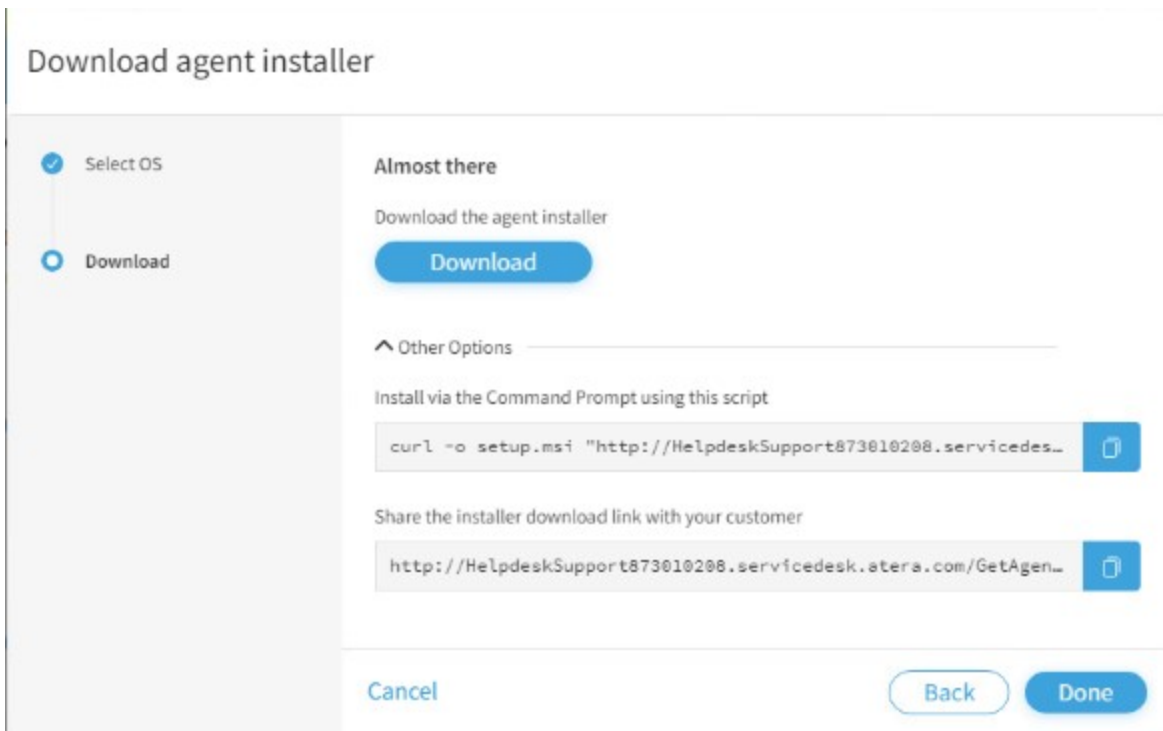 Download agent installer
Select OS
Download
Almost there
Download the agent installer
Download
Other Options
Install via the Command Prompt using this script
curl -o setup.msi "http://HelpdeskSupport873010208.servicedes…
Share the installer download link with your customer
http://HelpdeskSupport873010208.servicedesk.atera.com/GetAgen…
Cancel
Back
Done